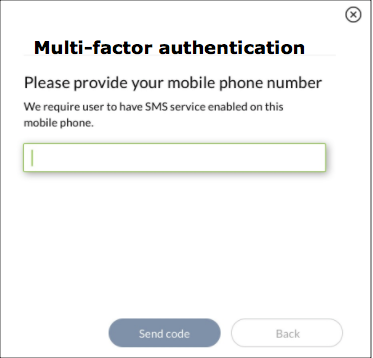 Multi-factor authentication
Please provide your mobile phone number
We require user to have SMS service enabled on this
mobile phone.
Send code
Back